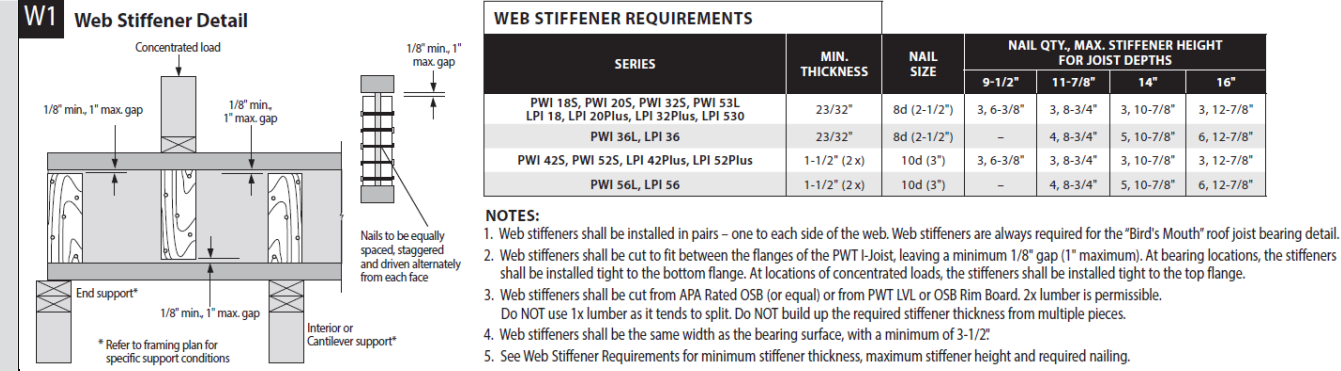 W1 Web Stiffener Detail
Concentrated load
1/8" min., 1"
max. gap
1/8" min., 1" max. gap
1/8" min.,
1" max. gap
Nails to be equally
spaced, staggered
and driven alternately
from each face
End support*
1/8" min., 1" max. gap
Interior or
Cantilever support*
* Refer to framing plan for
specific support conditions
WEB STIFFENER REQUIREMENTS
SERIES MIN. THICKNESS NAIL SIZE NAIL QTY., MAX. STIFFENER HEIGHT FOR JOIST DEPTHS
9-1/2" 11-7/8" 14" 16"
PWI 18S, PWI 20S, PWI 32S, PWI 53L
LPI 18, LPI 20Plus, LPI 32Plus, LPI 530 23/32" 8d (2-1/2") 3, 6-3/8" 3, 8-3/4" 3, 10-7/8" 3, 12-7/8"
PWI 36L, LPI 36 23/32" 8d (2-1/2") – 4, 8-3/4" 5, 10-7/8" 6, 12-7/8"
PWI 42S, PWI 52S, LPI 42Plus, LPI 52Plus 1-1/2" (2 x) 10d (3") 3, 6-3/8" 3, 8-3/4" 3, 10-7/8" 3, 12-7/8"
PWI 56L, LPI 56 1-1/2" (2 x) 10d (3") – 4, 8-3/4" 5, 10-7/8" 6, 12-7/8"
NOTES:
1. Web stiffeners shall be installed in pairs – one to each side of the web. Web stiffeners are always required for the "Bird's Mouth" roof joist bearing detail.
2. Web stiffeners shall be cut to fit between the flanges of the PWT I-Joist, leaving a minimum 1/8" gap (1" maximum). At bearing locations, the stiffeners
shall be installed tight to the bottom flange. At locations of concentrated loads, the stiffeners shall be installed tight to the top flange.
3. Web stiffeners shall be cut from APA Rated OSB (or equal) or from PWT LVL or OSB Rim Board. 2x lumber is permissible.
Do NOT use 1x lumber as it tends to split. Do NOT build up the required stiffener thickness from multiple pieces.
4. Web stiffeners shall be the same width as the bearing surface, with a minimum of 3-1/2".
5. See Web Stiffener Requirements for minimum stiffener thickness, maximum stiffener height and required nailing.